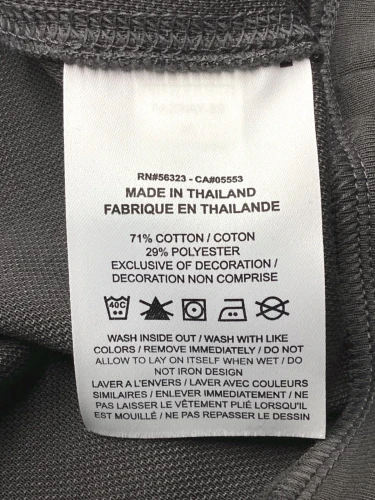 RN#56323 - CA#05553
MADE IN THAILAND
FABRIQUE EN THAILANDE
71% COTTON / COTON
29% POLYESTER
EXCLUSIVE OF DECORATION /
DECORATION NON COMPRISE
40C
WASH INSIDE OUT / WASH WITH LIKE
COLORS / REMOVE IMMEDIATELY / DO NOT
ALLOW TO LAY ON ITSELF WHEN WET / DO
NOT IRON DESIGN
LAVER A L'ENVERS / LAVER AVEC COULEURS
SIMILAIRES / ENLEVER IMMEDIATEMENT / NE
PAS LAISSER LE VÊTEMENT PLIÉ LORSQU'IL
EST MOUILLÉ / NE PAS REPASSER LE DESSIN